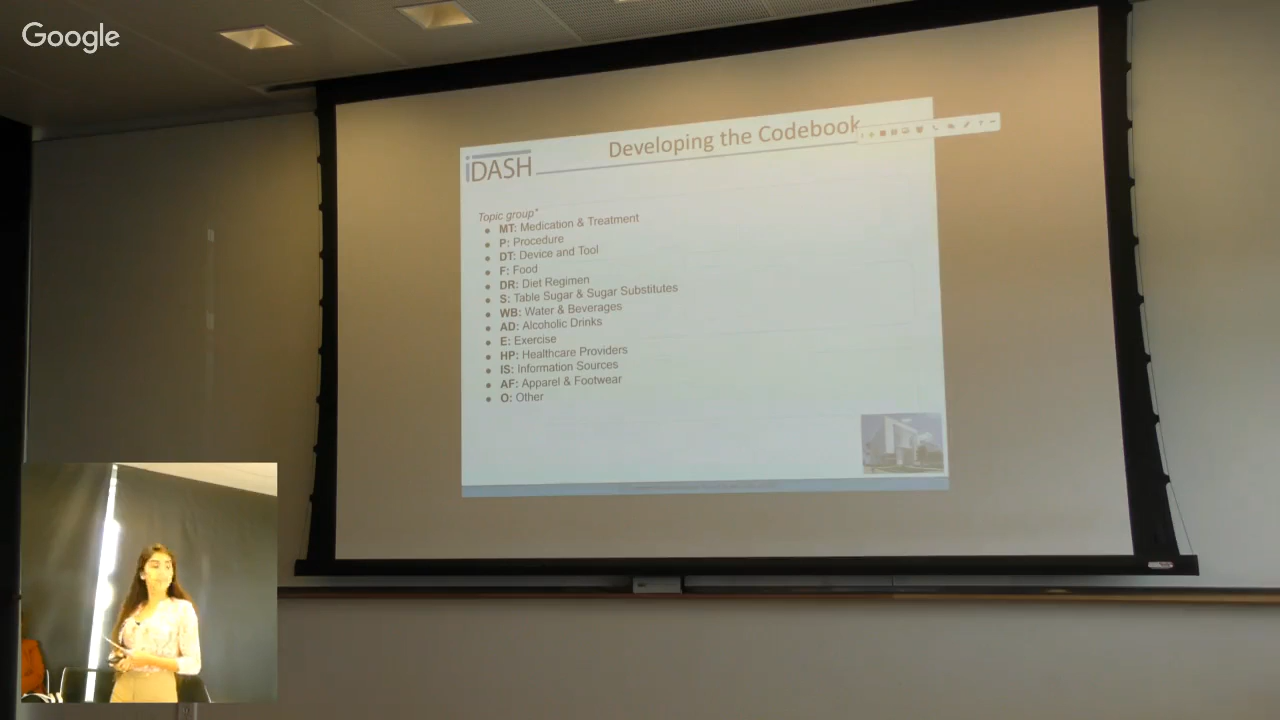 Google
Developing the Codebook
iDASH
Topic group*
MT: Medication & Treatment
P: Procedure
DT: Device and Tool
F: Food
DR: Diet Regimen
S: Table Sugar & Sugar Substitutes
WB: Water & Beverages
AD: Alcoholic Drinks
E: Exercise
HP: Healthcare Providers
IS: Information Sources
AF: Apparel & Footwear
O: Other